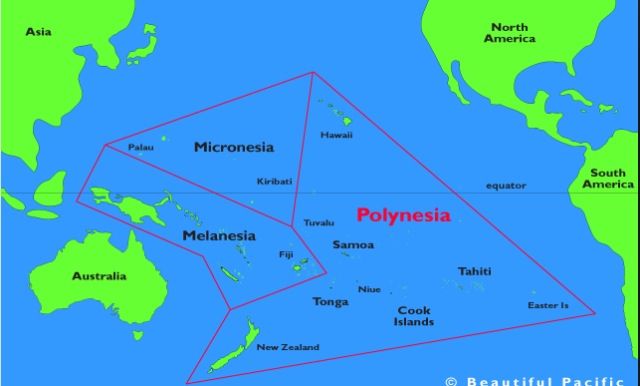 Asia
North
America
Hawaii
Palau
Micronesia
Kiribati
equator
South
America
Polynesia
Tuvalu
Melanesia
Samoa
Fiji
Australia
Tahiti
Niue
Tonga
Cook
Islands
Easter Is
New Zealand
© Beautiful Pacific